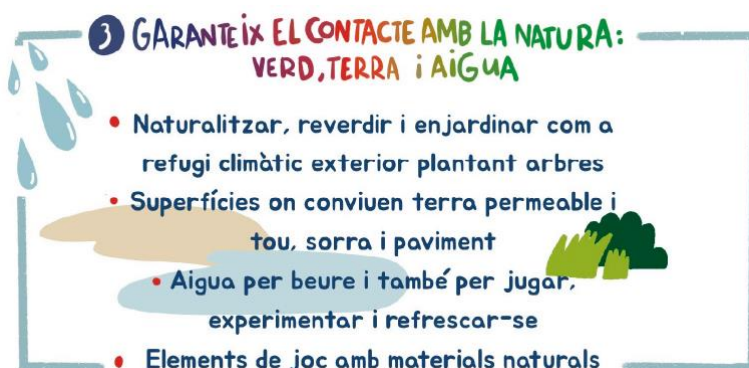 3 GARANTEIX EL CONTACTE AMB LA NATURA:
VERD, TERRA i AIGUA
• Naturalitzar, reverdir i enjardinar com a
refugi climàtic exterior plantant arbres
• Superfícies on conviuen terra permeable i
tou, sorra i paviment
• Aigua per beure i també per jugar,
experimentar i refrescar-se
• Elements de joc amb materials naturals